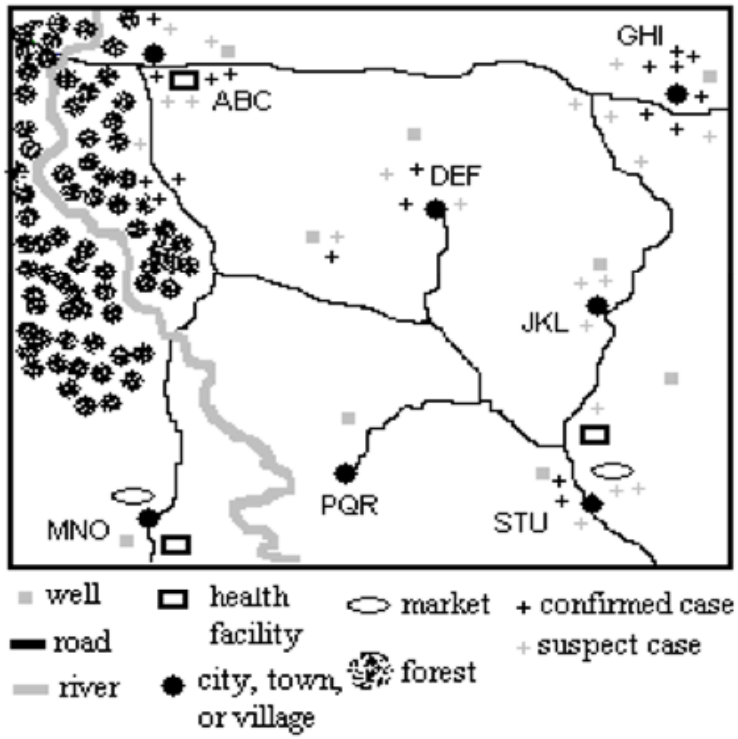 GHI
ABC
DEF
JKL
PQR
STU
MNO
well
health facility
market
confirmed case
road
suspect case
river
city, town, or village
forest